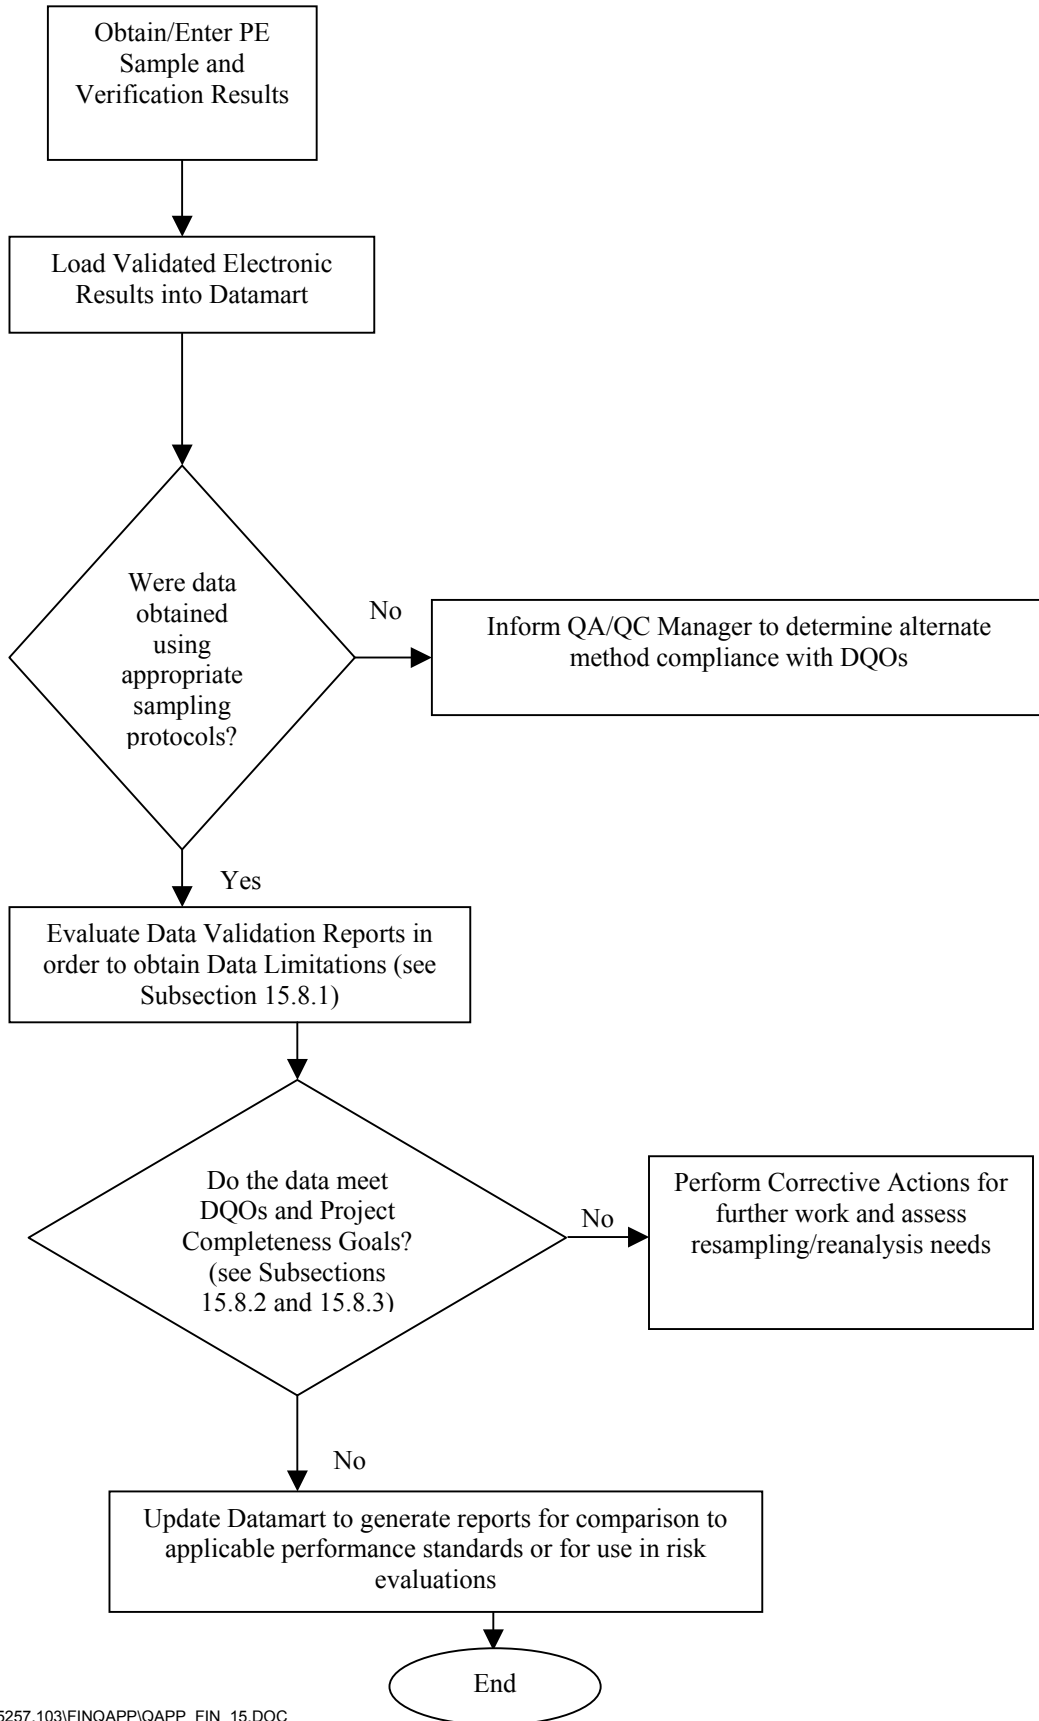 Obtain/Enter PE
Sample and
Verification Results
Load Validated Electronic
Results into Datamart
Were data
obtained
using
appropriate
sampling
protocols?
No
Inform QA/QC Manager to determine alternate
method compliance with DQOs
Yes
Evaluate Data Validation Reports in
order to obtain Data Limitations (see
Subsection 15.8.1)
Do the data meet
DQOs and Project
Completeness Goals?
(see Subsections
15.8.2 and 15.8.3)
No
Perform Corrective Actions for
further work and assess
resampling/reanalysis needs
No
Update Datamart to generate reports for comparison to
applicable performance standards or for use in risk
evaluations
End
5257.103\FINQAPP\QAPP_FIN_15.DOC